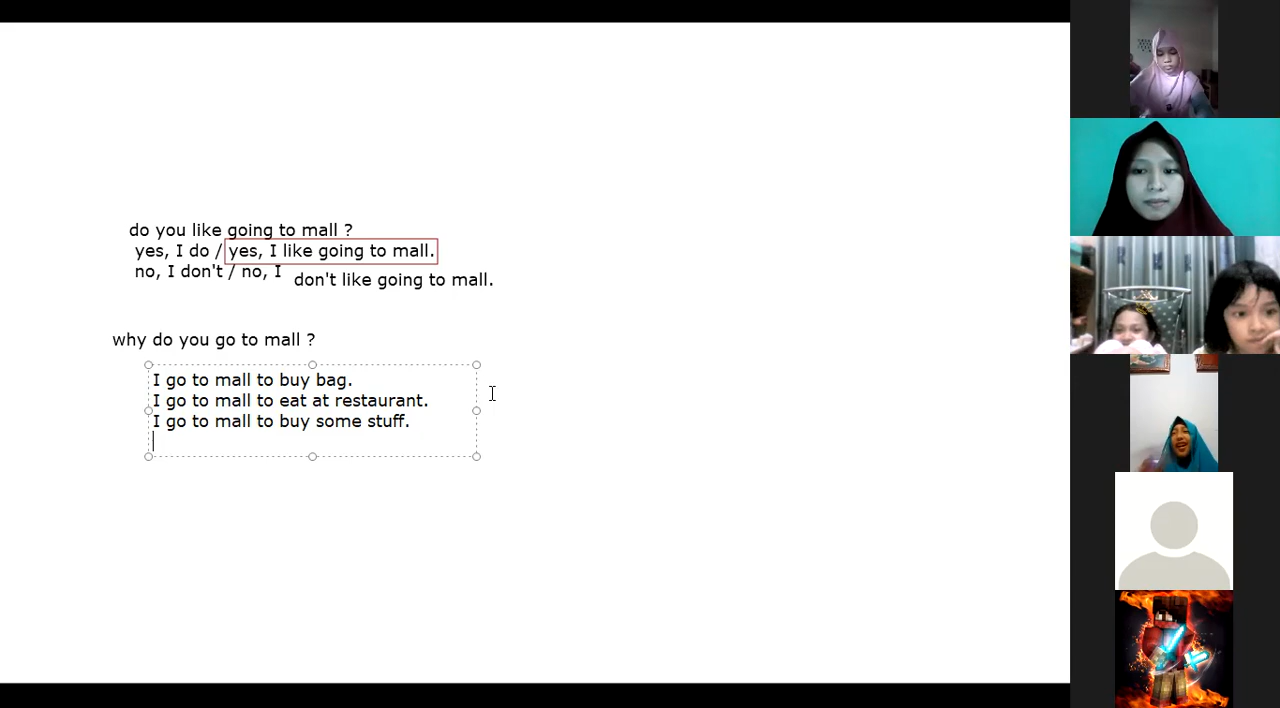 do you like going to mall ?
yes, I do / yes, I like going to mall.
no, I don't / no, I don't like going to mall.
why do you go to mall ?
I go to mall to buy bag.
I go to mall to eat at restaurant.
I go to mall to buy some stuff.